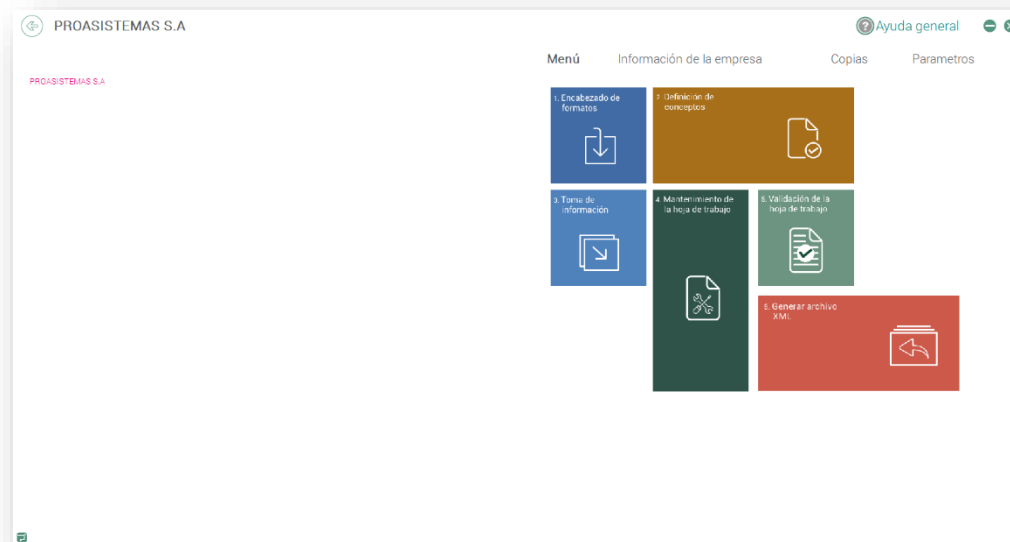 PROASISTEMAS S.A
Ayuda general
Menú
Información de la empresa
Copias
Parametros
PROASISTEMAS S.A
1. Encabezado de
formatos
2. Definición de
conceptos
3. Toma de
información
4. Mantenimiento de
la hoja de trabajo
5. Validación de la
hoja de trabajo
6. Generar archivo
XML